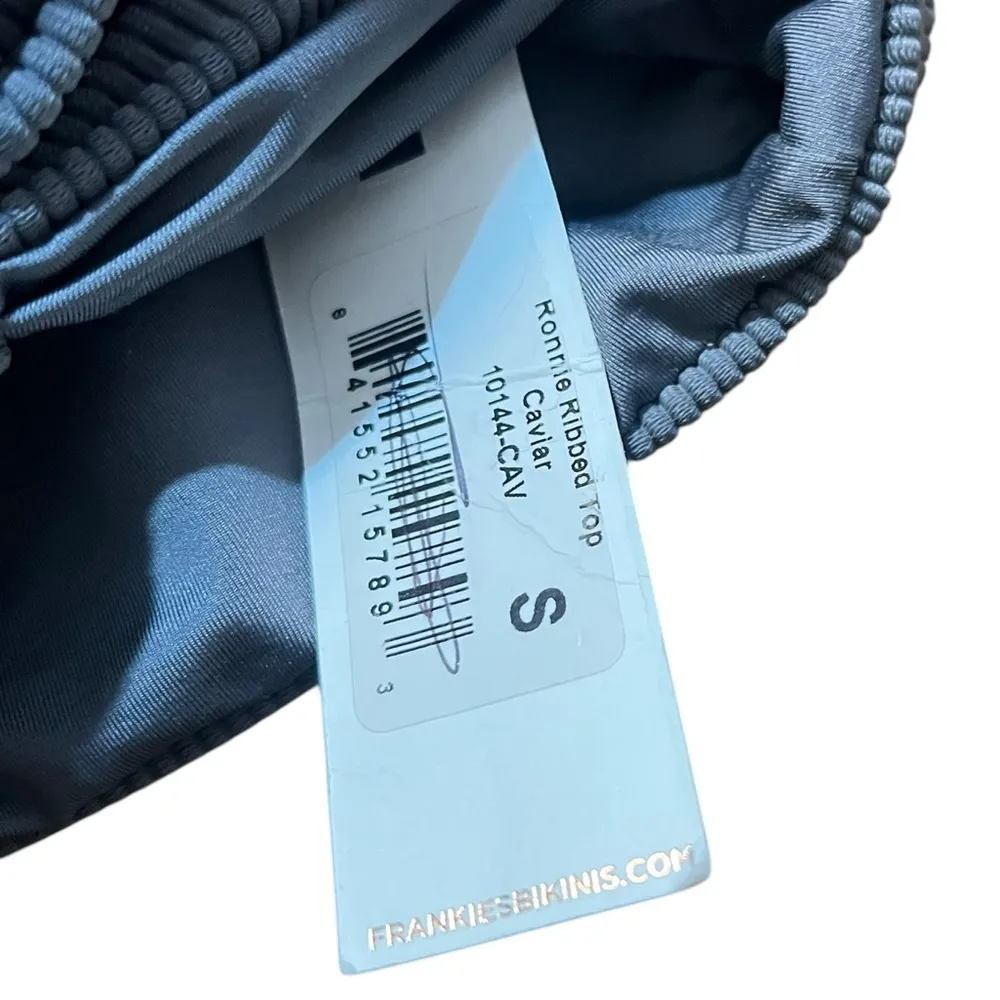 Ronnie Ribbed Top
Caviar
10144-CAV
S
8 41552 15789 3
FRANKIESBIKINIS.COM